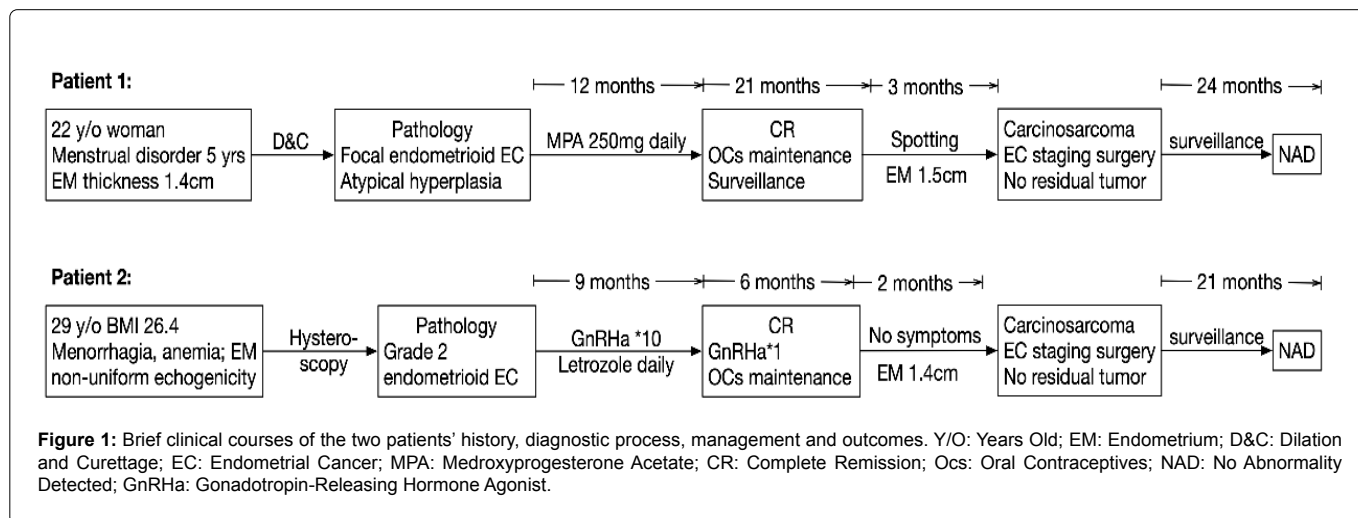 Patient 1:
12 months 21 months 3 months 24 months
22 y/o woman
Menstrual disorder 5 yrs
EM thickness 1.4cm
D&C
Pathology
Focal endometrioid EC
Atypical hyperplasia
MPA 250mg daily
CR
OCs maintenance
Surveillance
Spotting
EM 1.5cm
Carcinosarcoma
EC staging surgery
No residual tumor
surveillance
NAD
Patient 2:
9 months 6 months 2 months 21 months
29 y/o BMI 26.4
Menorrhagia, anemia; EM
non-uniform echogenicity
Hystero-
scopy
Pathology
Grade 2
endometrioid EC
GnRHa *10
Letrozole daily
CR
GnRHa*1
OCs maintenance
No symptoms
EM 1.4cm
Carcinosarcoma
EC staging surgery
No residual tumor
surveillance
NAD
Figure 1: Brief clinical courses of the two patients' history, diagnostic process, management and outcomes. Y/O: Years Old; EM: Endometrium; D&C: Dilation
and Curettage; EC: Endometrial Cancer; MPA: Medroxyprogesterone Acetate; CR: Complete Remission; Ocs: Oral Contraceptives; NAD: No Abnormality
Detected; GnRHa: Gonadotropin-Releasing Hormone Agonist.